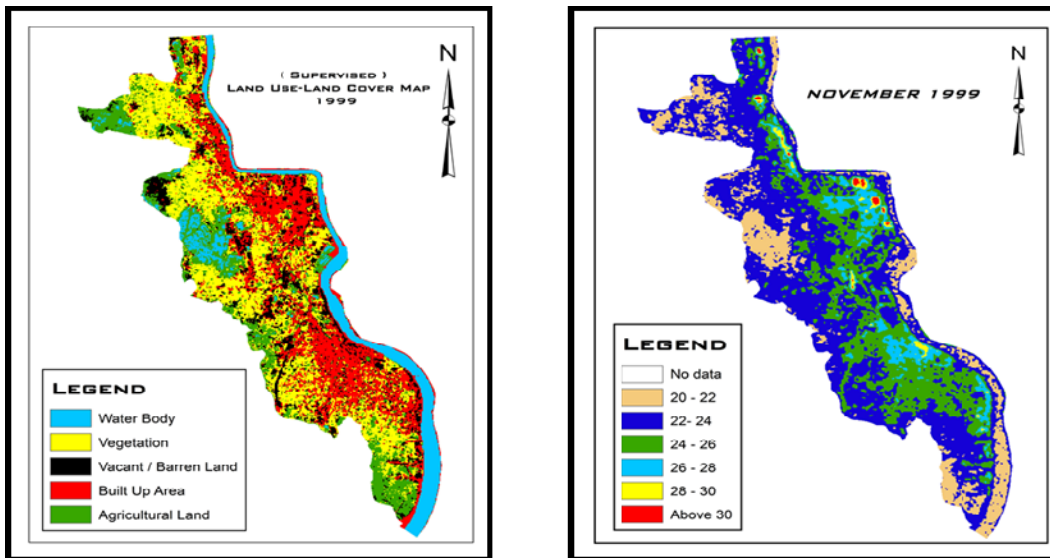 N
( SUPERVISED )
LAND USE-LAND COVER MAP
1999
LEGEND
Water Body
Vegetation
Vacant / Barren Land
Built Up Area
Agricultural Land
N
NOVEMBER 1999
LEGEND
No data
20 - 22
22- 24
24 - 26
26 - 28
28 - 30
Above 30